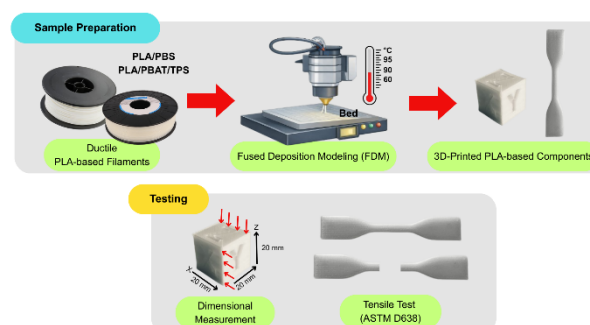 Sample Preparation
PLA/PBS
PLA/PBAT/TPS
°C
95
90
60
Bed
Y
Ductile
PLA-based Filaments
Fused Deposition Modeling (FDM)
3D-Printed PLA-based Components
Testing
Z
Y
20 mm
X
20 mm
20 mm
Dimensional
Measurement
Tensile Test
(ASTM D638)